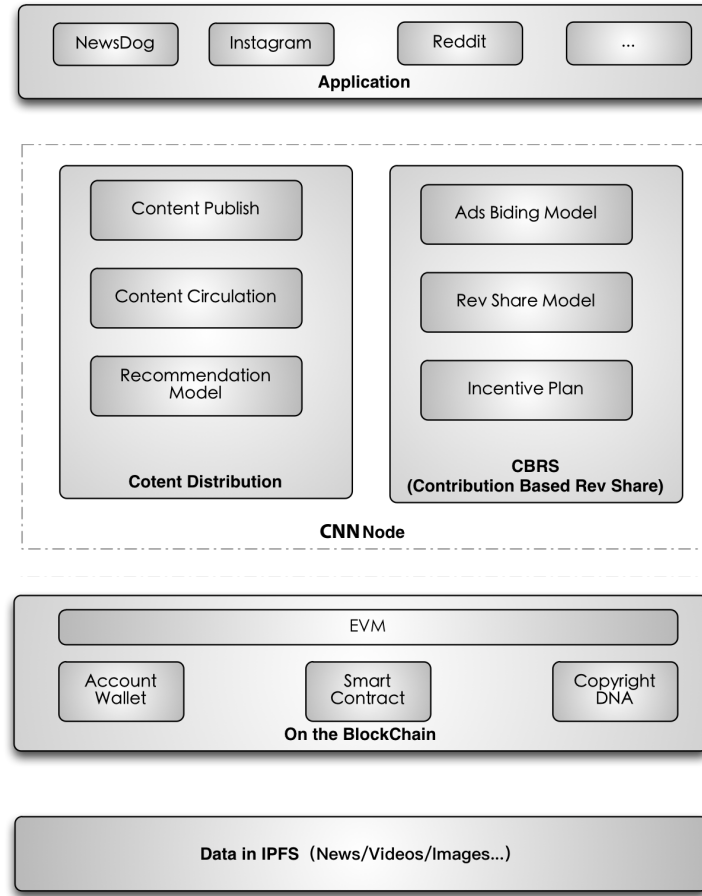 NewsDog
Instagram
Reddit
...
Application
Content Publish
Content Circulation
Recommendation
Model
Cotent Distribution
Ads Biding Model
Rev Share Model
Incentive Plan
CBRS
(Contribution Based Rev Share)
CNN Node
EVM
Account
Wallet
Smart
Contract
Copyright
DNA
On the BlockChain
Data in IPFS（News/Videos/Images...）